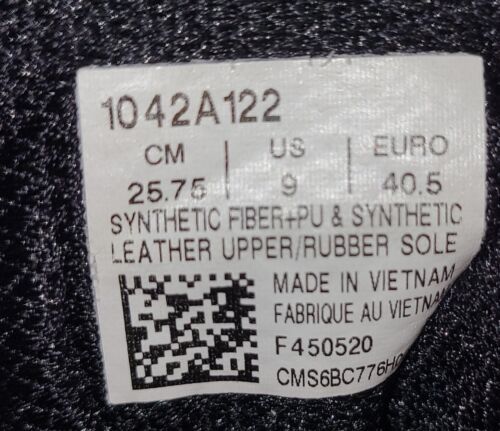 1042A122
CM US EURO
25.75 9 40.5
SYNTHETIC FIBER+PU & SYNTHETIC
LEATHER UPPER/RUBBER SOLE
MADE IN VIETNAM
FABRIQUE AU VIETNAM
F450520